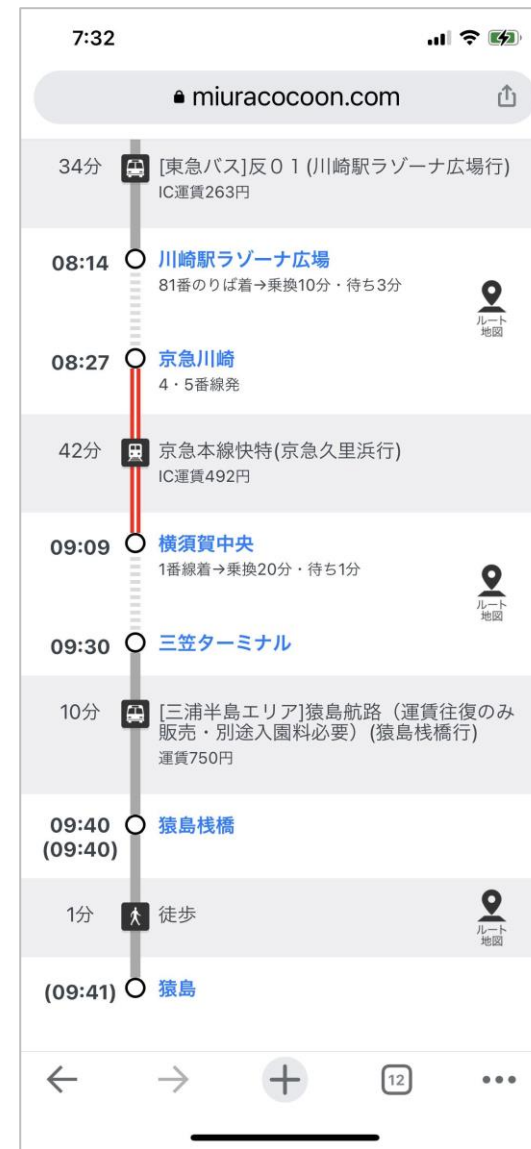 7:32
miuracocoon.com
34分 [東急バス]反01(川崎駅ラゾーナ広場行)
IC運賃263円
08:14 川崎駅ラゾーナ広場
81番のりば着→乗換10分・待ち3分
ルート
地図
08:27 京急川崎
4・5番線発
42分 京急本線快特(京急久里浜行)
IC運賃492円
09:09 横須賀中央
1番線着→乗換20分・待ち1分
ルート
地図
09:30 三笠ターミナル
10分 [三浦半島エリア]猿島航路（運賃往復のみ
販売・別途入園料必要）(猿島桟橋行)
運賃750円
09:40 猿島桟橋
(09:40)
1分 徒歩
ルート
地図
(09:41) 猿島
12